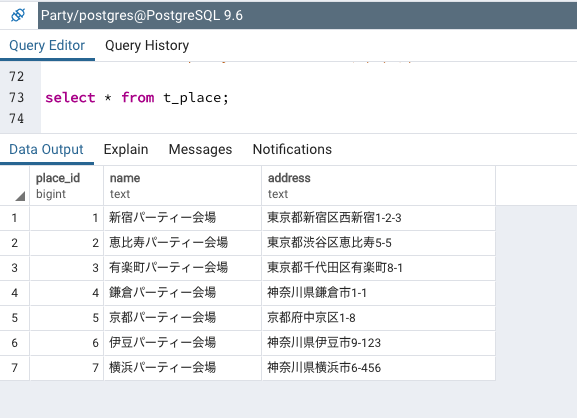 Party/postgres@PostgreSQL 9.6
Query Editor Query History
72
73 select * from t_place;
74
Data Output Explain Messages Notifications
place_id name address
bigint text text
1 1 新宿パーティー会場 東京都新宿区西新宿1-2-3
2 2 恵比寿パーティー会場 東京都渋谷区恵比寿5-5
3 3 有楽町パーティー会場 東京都千代田区有楽町8-1
4 4 鎌倉パーティー会場 神奈川県鎌倉市1-1
5 5 京都パーティー会場 京都府中京区1-8
6 6 伊豆パーティー会場 神奈川県伊豆市9-123
7 7 横浜パーティー会場 神奈川県横浜市6-456